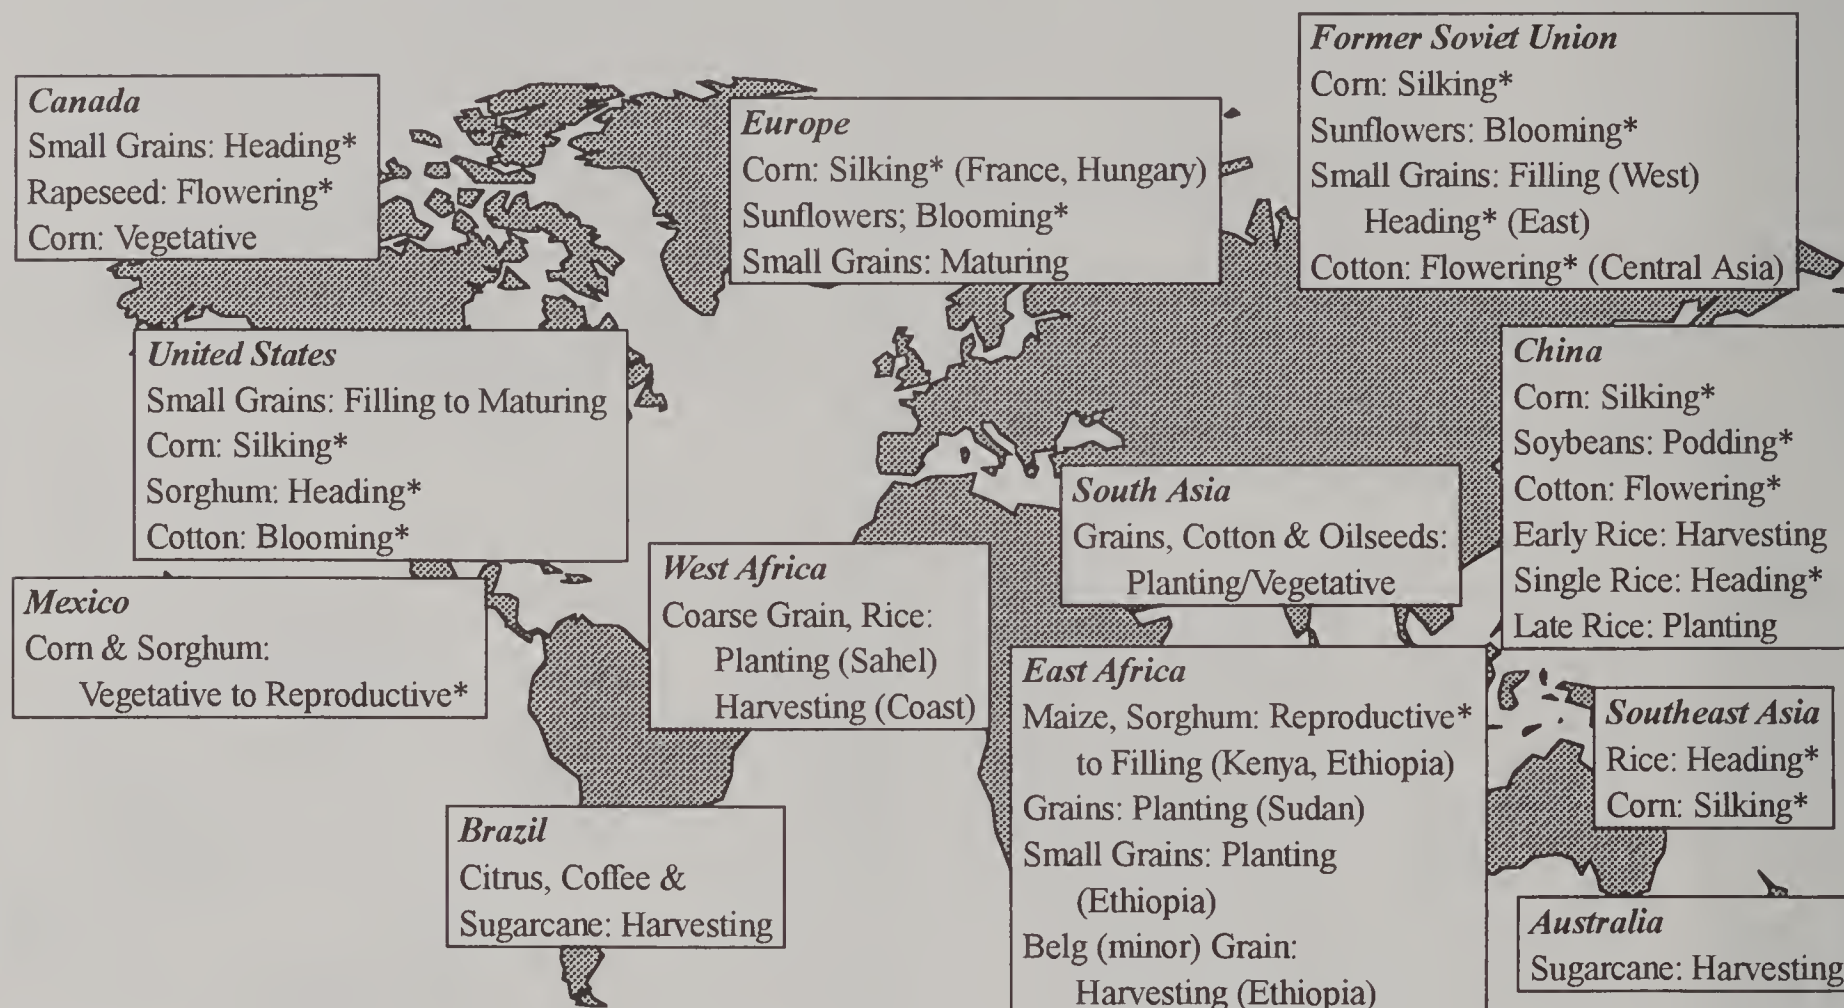 Canada
Small Grains: Heading*
Rapeseed: Flowering*
Corn: Vegetative
Europe
Corn: Silking* (France, Hungary)
Sunflowers; Blooming*
Small Grains: Maturing
Former Soviet Union
Corn: Silking*
Sunflowers: Blooming*
Small Grains: Filling (West)
Heading* (East)
Cotton: Flowering* (Central Asia)
United States
Small Grains: Filling to Maturing
Corn: Silking*
Sorghum: Heading*
Cotton: Blooming*
China
Corn: Silking*
Soybeans: Podding*
Cotton: Flowering*
Early Rice: Harvesting
Single Rice: Heading*
Late Rice: Planting
South Asia
Grains, Cotton & Oilseeds:
Planting/Vegetative
Mexico
Corn & Sorghum:
Vegetative to Reproductive*
West Africa
Coarse Grain, Rice:
Planting (Sahel)
Harvesting (Coast)
East Africa
Maize, Sorghum: Reproductive*
to Filling (Kenya, Ethiopia)
Grains: Planting (Sudan)
Small Grains: Planting
(Ethiopia)
Belg (minor) Grain:
Harvesting (Ethiopia)
Southeast Asia
Rice: Heading*
Corn: Silking*
Brazil
Citrus, Coffee &
Sugarcane: Harvesting
Australia
Sugarcane: Harvesting